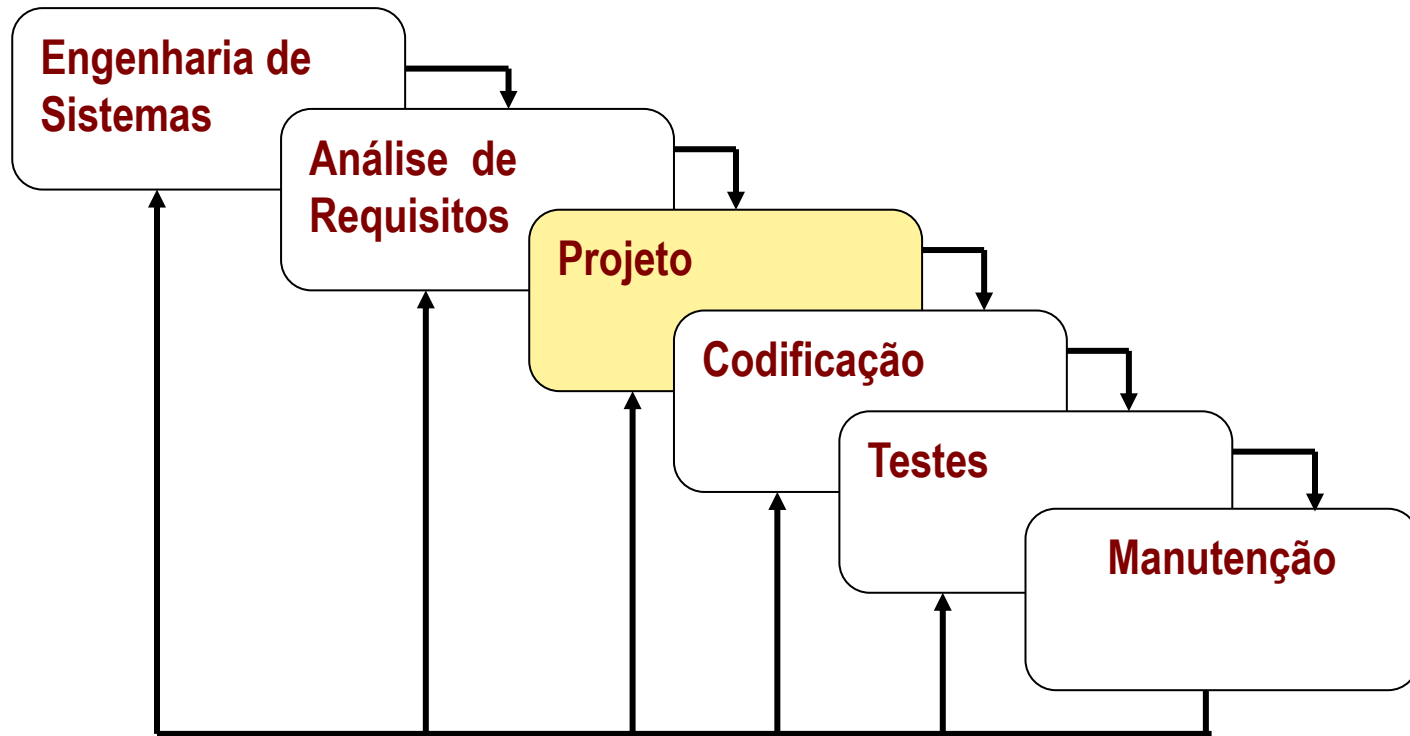 Engenharia de
Sistemas
Análise de
Requisitos
Projeto
Codificação
Testes
Manutenção